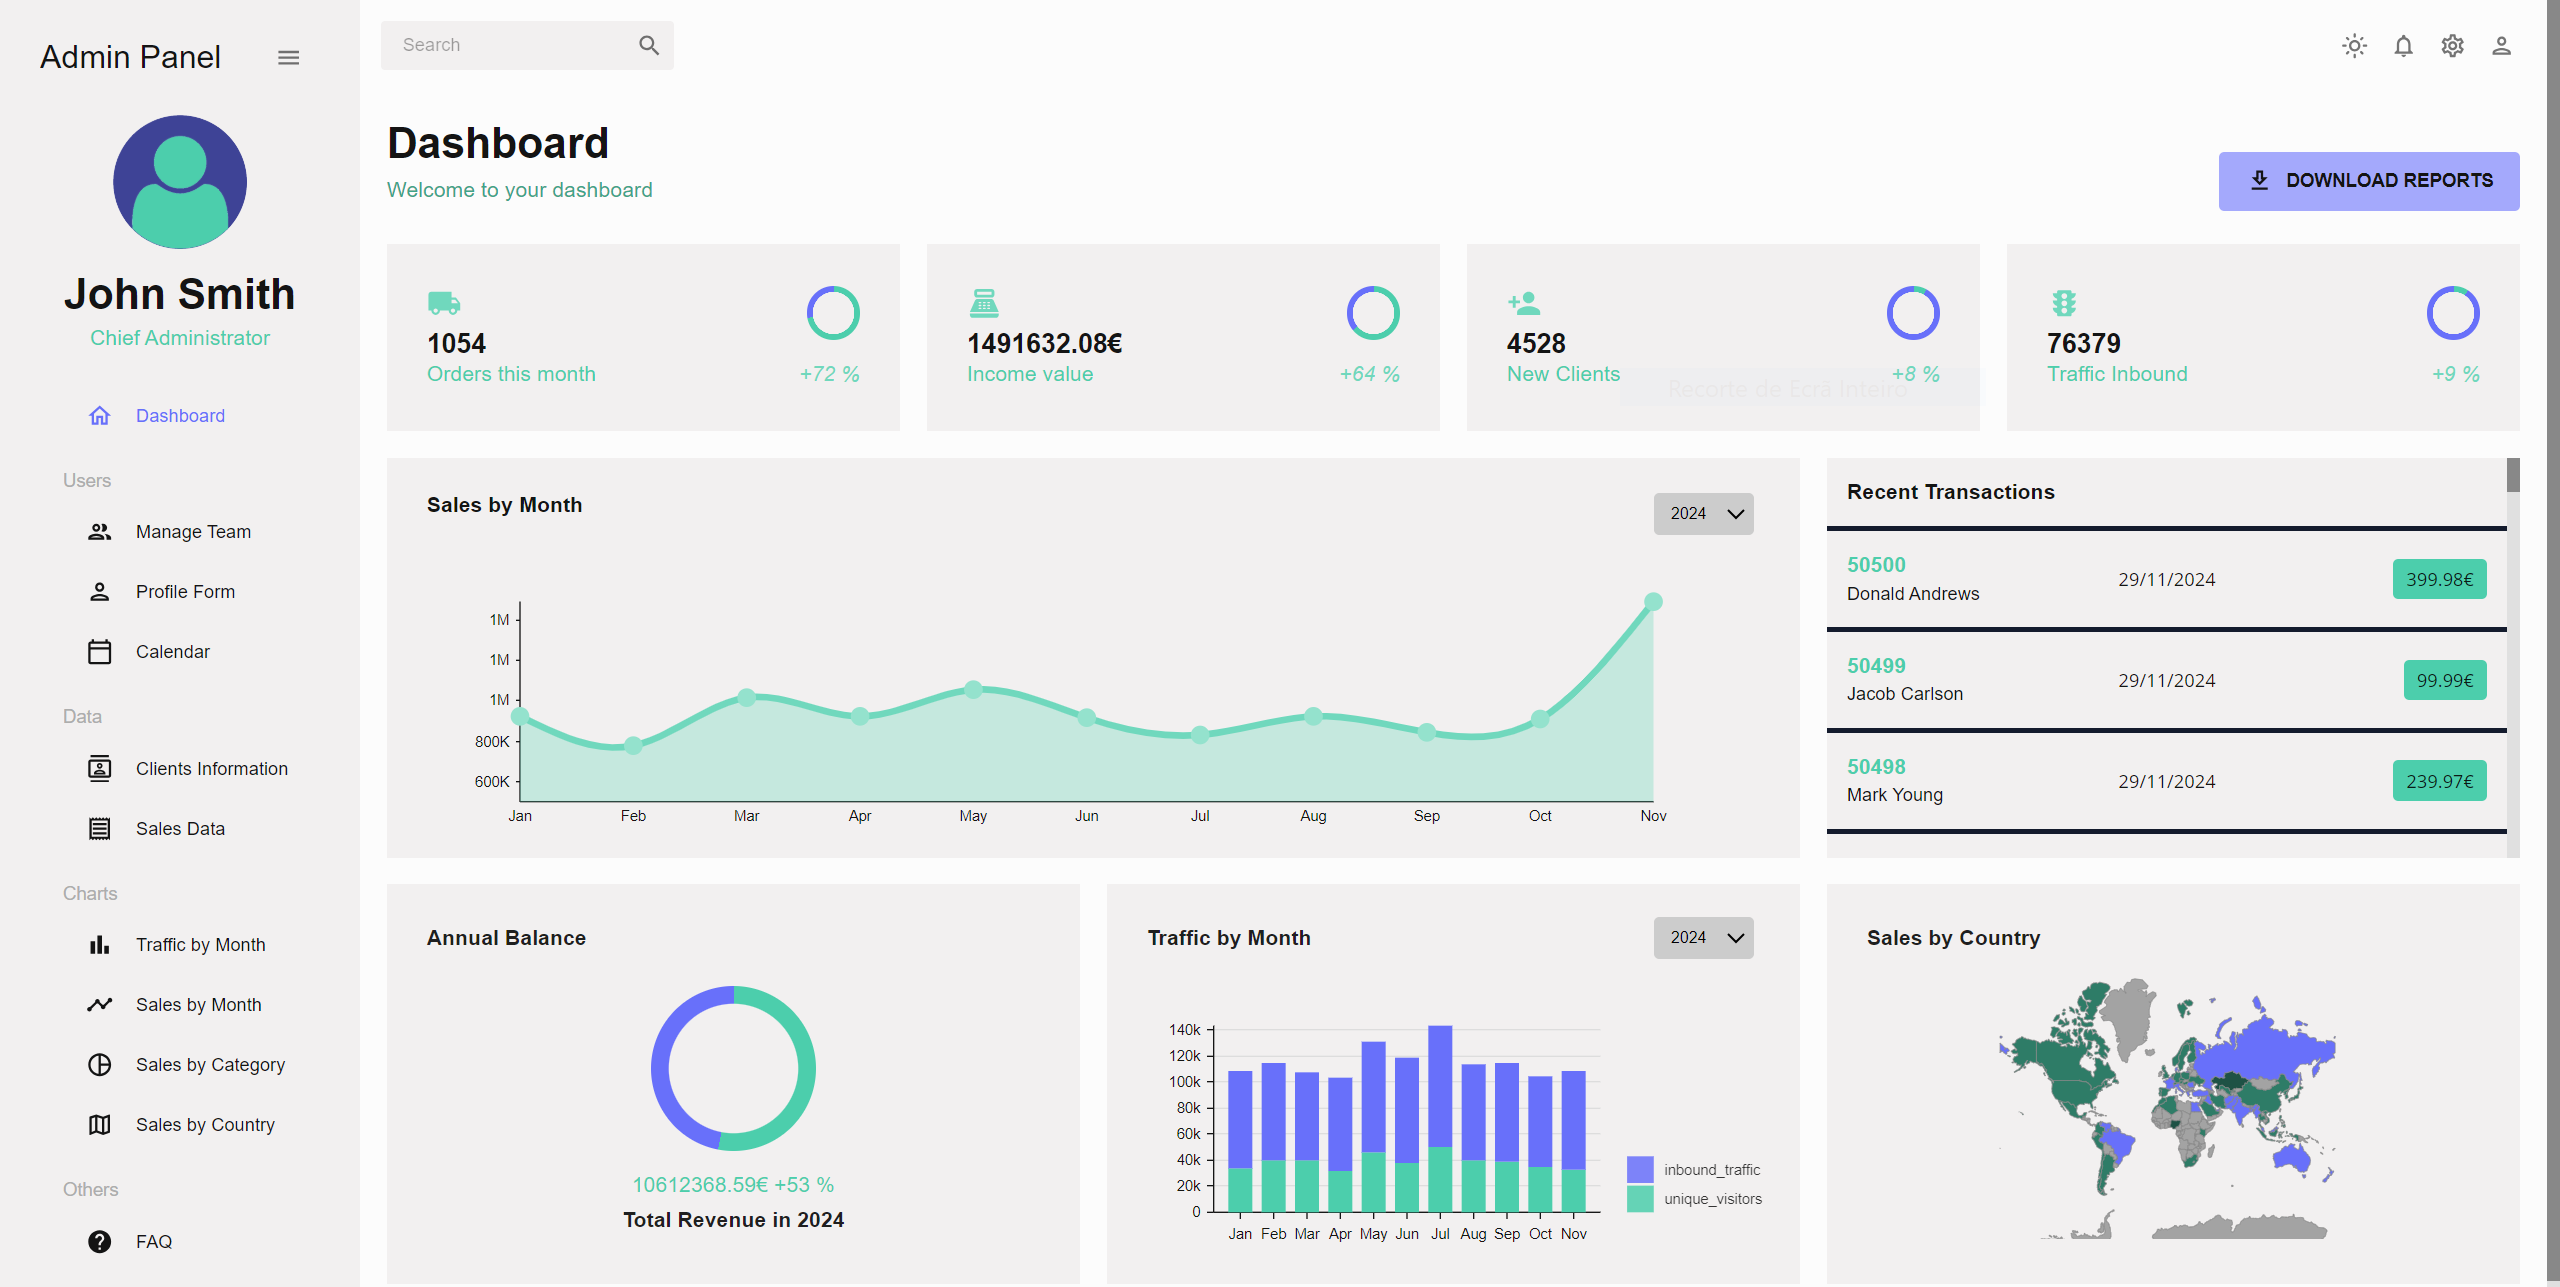 Admin Panel
John Smith
Chief Administrator
Dashboard
Users
Manage Team
Profile Form
Calendar
Data
Clients Information
Sales Data
Charts
Traffic by Month
Sales by Month
Sales by Category
Sales by Country
Others
FAQ
Search
Dashboard
Welcome to your dashboard
DOWNLOAD REPORTS
1054
Orders this month
+72 %
1491632.08€
Income value
+64 %
4528
New Clients
+8 %
Recorte de Ecrã Inteiro
76379
Traffic Inbound
+9 %
Sales by Month
2024
1M
1M
1M
800K
600K
Jan Feb Mar Apr May Jun Jul Aug Sep Oct Nov
Recent Transactions
50500
Donald Andrews
29/11/2024
399.98€
50499
Jacob Carlson
29/11/2024
99.99€
50498
Mark Young
29/11/2024
239.97€
Annual Balance
10612368.59€ +53 %
Total Revenue in 2024
Traffic by Month
2024
140k
120k
100k
80k
60k
40k
20k
0
Jan Feb Mar Apr May Jun Jul Aug Sep Oct Nov
inbound_traffic
unique_visitors
Sales by Country